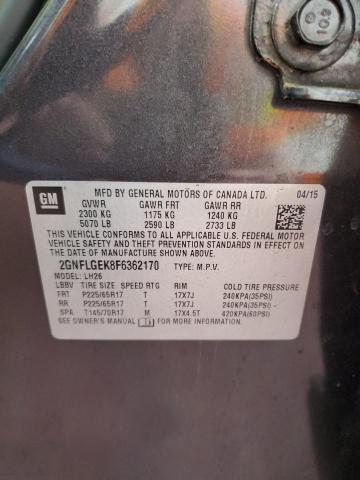 109
GM
MFD BY GENERAL MOTORS OF CANADA LTD. 04/15
GVWR GAWR FRT GAWR RR
2300 KG 1175 KG 1240 KG
5070 LB 2590 LB 2733 LB
THIS VEHICLE CONFORMS TO ALL APPLICABLE U.S. FEDERAL MOTOR
VEHICLE SAFETY AND THEFT PREVENTION STANDARDS IN EFFECT
ON THE DATE OF MANUFACTURE SHOWN ABOVE.
2GNFLGEK8F6362170 TYPE: M.P.V.
MODEL: LH26
LBBV TIRE SIZE SPEED RTG RIM COLD TIRE PRESSURE
FRT P225/65R17 T 17X7J 240KPA(35PSI)
RR P225/65R17 T 17X7J 240KPA(35PSI) -
SPA T145/70R17 M 17X4.5T 420KPA(60PSI)
SEE OWNER'S MANUAL FOR MORE INFORMATION.